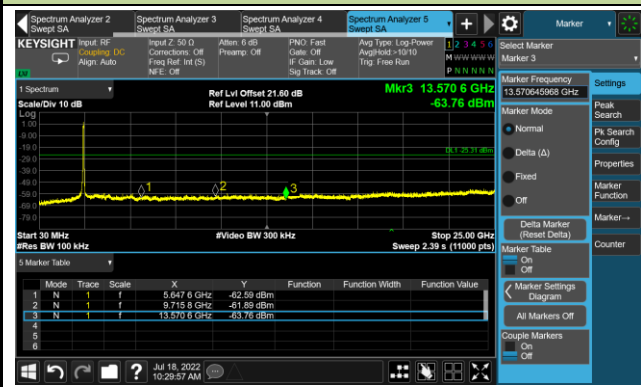 Spectrum Analyzer 2
Swept SA
Spectrum Analyzer 3
Swept SA
Spectrum Analyzer 4
Swept SA
Spectrum Analyzer 5
Swept SA
Marker
KEYSIGHT
Input: RF
Coupling: DC
Align: Auto
Input Z: 50 Ω
Corrections: Off
Freq Ref: Int (S)
NFE: Off
Atten: 6 dB
Preamp: Off
PNO: Fast
Gate: Off
IF Gain: Low
Sig Track: Off
Avg Type: Log-Power
Avg|Hold:>10/10
Trig: Free Run
1 2 3 4 5 6
M W W W W W
P N N N N N
LW
1 Spectrum
Scale/Div 10 dB
Ref Lvl Offset 21.60 dB
Ref Level 11.00 dBm
Mkr3 13.570 6 GHz
-63.76 dBm
Log
1.00
-9.00
-19.0
-29.0
-39.0
-49.0
-59.0
-69.0
-79.0
DL1 -25.31 dBm
1
2
3
Start 30 MHz
#Res BW 100 kHz
#Video BW 300 kHz
Stop 25.00 GHz
Sweep 2.39 s (11000 pts)
5 Marker Table
Mode Trace Scale X Y Function Function Width Function Value
1 N 1 f 5.647 6 GHz -62.59 dBm
2 N 1 f 9.715 8 GHz -61.89 dBm
3 N 1 f 13.570 6 GHz -63.76 dBm
4
5
6
Select Marker
Marker 3
Marker Frequency
13.570645968 GHz
Marker Mode
Normal
Delta (Δ)
Fixed
Off
Delta Marker
(Reset Delta)
Marker Table
On
Off
Marker Settings
Diagram
All Markers Off
Couple Markers
On
Off
Settings
Peak
Search
Pk Search
Config
Properties
Marker
Function
Marker→
Counter
Jul 18, 2022
10:29:57 AM